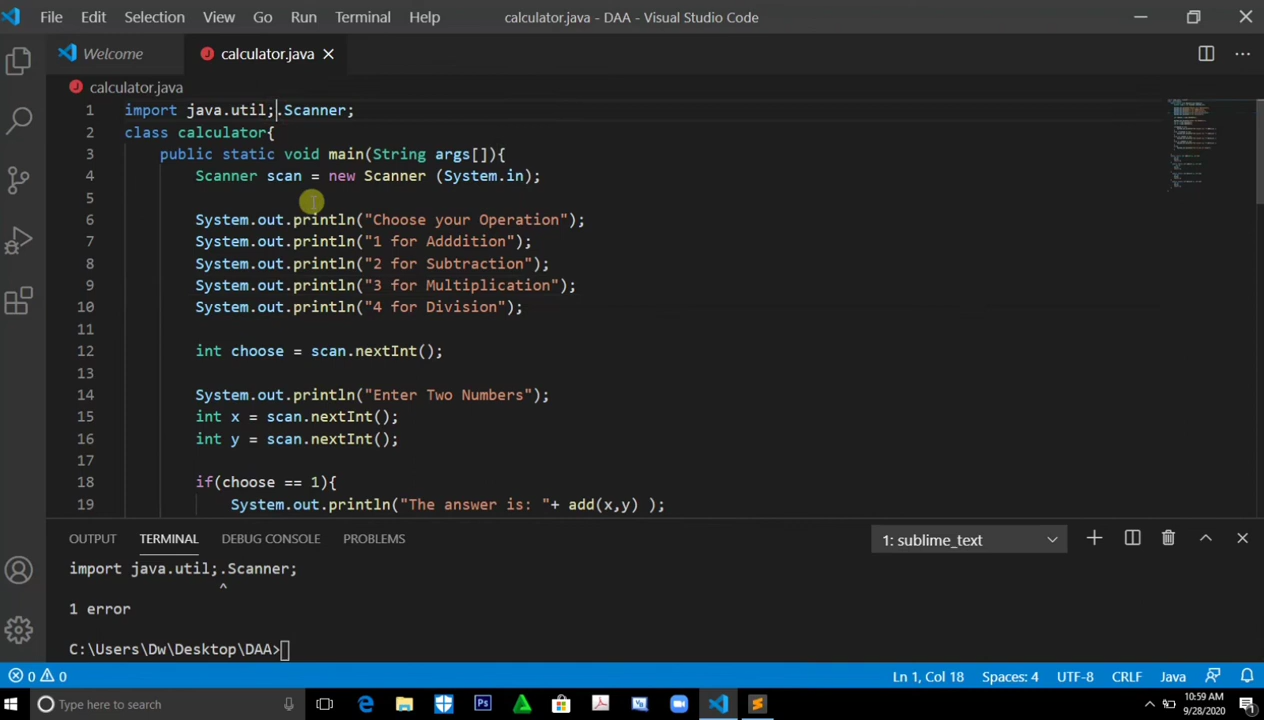 File Edit Selection View Go Run Terminal Help calculator.java - DAA - Visual Studio Code
Welcome calculator.java
calculator.java
1 import java.util;.Scanner;
2 class calculator{
3 public static void main(String args[]){
4 Scanner scan = new Scanner (System.in);
5
6 System.out.println("Choose your Operation");
7 System.out.println("1 for Adddition");
8 System.out.println("2 for Subtraction");
9 System.out.println("3 for Multiplication");
10 System.out.println("4 for Division");
11
12 int choose = scan.nextInt();
13
14 System.out.println("Enter Two Numbers");
15 int x = scan.nextInt();
16 int y = scan.nextInt();
17
18 if(choose == 1){
19 System.out.println("The answer is: "+ add(x,y) );
OUTPUT TERMINAL DEBUG CONSOLE PROBLEMS 1: sublime_text
import java.util;.Scanner;
^
1 error
C:\Users\Dw\Desktop\DAA>
0 0 Ln 1, Col 18 Spaces: 4 UTF-8 CRLF Java
Type here to search 10:59 AM
9/28/2020